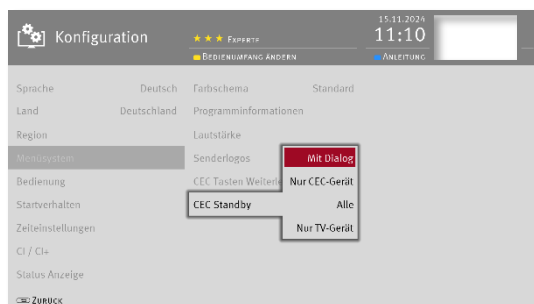 Konfiguration
★ ★ ★ EXPERTE
BEDIENUMFANG ÄNDERN
15.11.2024
11:10
ANLEITUNG
Sprache Deutsch
Land Deutschland
Region
Menüsystem
Bedienung
Startverhalten
Zeiteinstellungen
CI / CI+
Status Anzeige
Farbschema Standard
Programminformationen
Lautstärke
Senderlogos
CEC Tasten
CEC Standby
Mit Dialog
Nur CEC-Gerät
Alle
Nur TV-Gerät
ZURÜCK